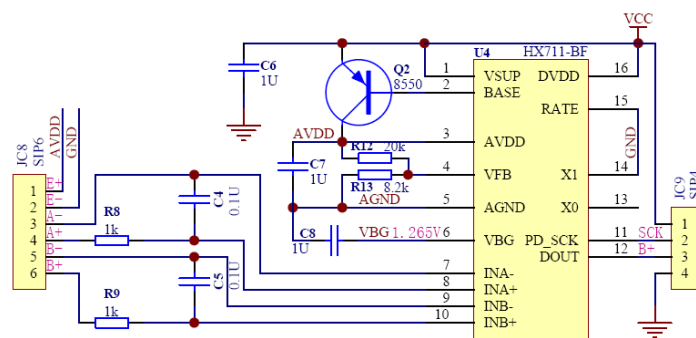 VCC
U4 HX711-BF
C6
1U
Q2
8550
1 VSUP DVDD 16
2 BASE
RATE 15
AVDD
R12 20k
3 AVDD
GND
C7
1U
R13 8.2k
4 VFB X1 14
AGND
5 AGND X0 13
C8
1U
VBG 1.265V 6 VBG PD_SCK 11 SCK
DOUT 12 B+
7 INA-
8 INA+
9 INB-
10 INB+
JC8
SIP6
AVDD
GND
1 E+
2 E-
3 A-
4 A+
5 B-
6 B+
R8
1k
C4
0.1U
R9
1k
C5
0.1U
JC9
SIP4
1
2
3
4